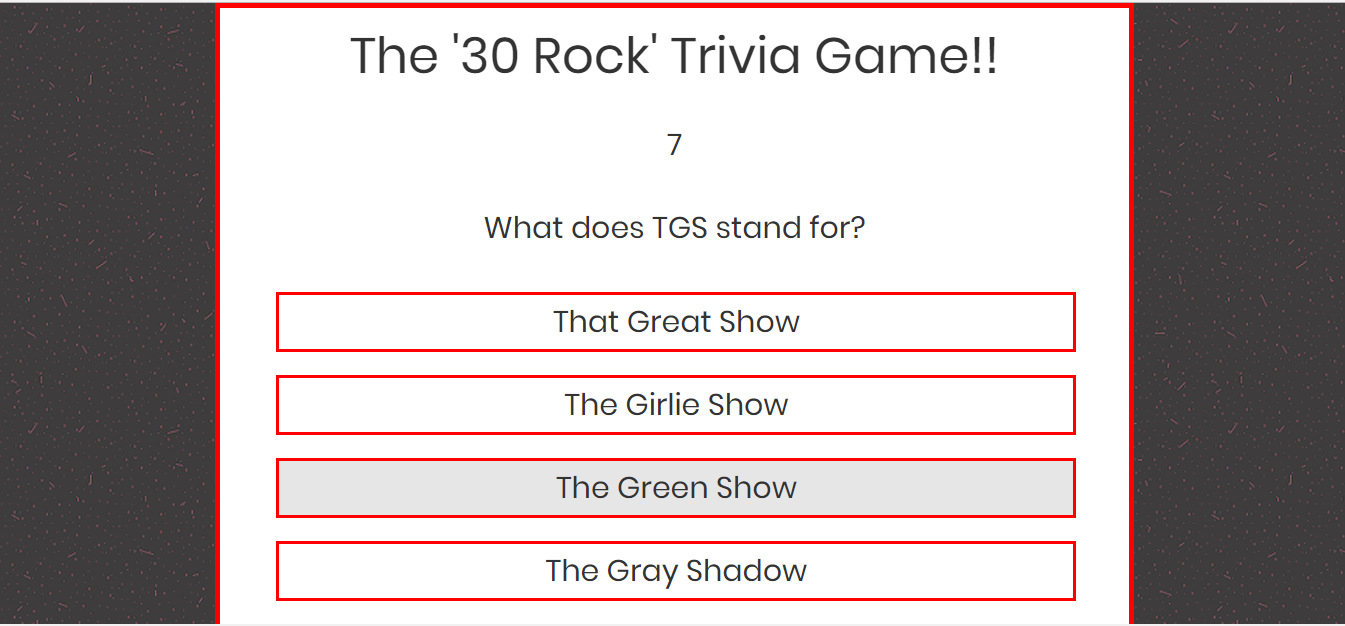 The '30 Rock' Trivia Game!!
7
What does TGS stand for?
That Great Show
The Girlie Show
The Green Show
The Gray Shadow